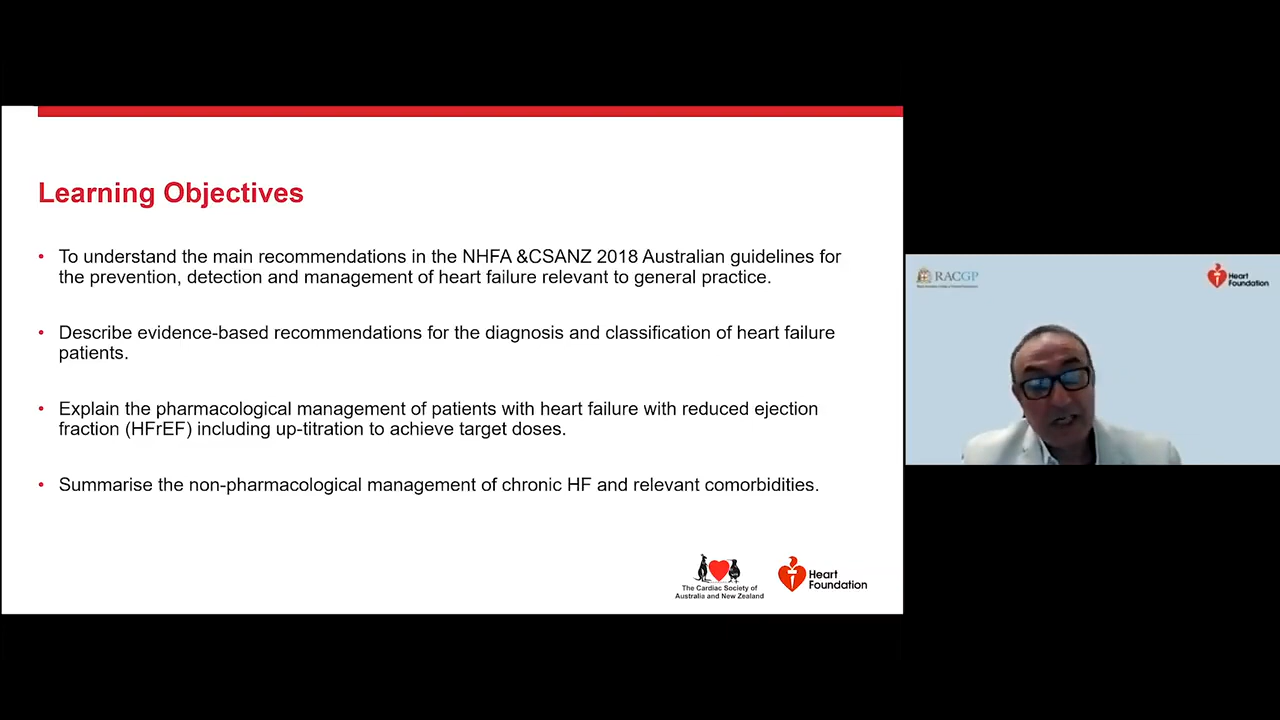 Learning Objectives
• To understand the main recommendations in the NHFA &CSANZ 2018 Australian guidelines for
the prevention, detection and management of heart failure relevant to general practice.
• Describe evidence-based recommendations for the diagnosis and classification of heart failure
patients.
• Explain the pharmacological management of patients with heart failure with reduced ejection
fraction (HFrEF) including up-titration to achieve target doses.
• Summarise the non-pharmacological management of chronic HF and relevant comorbidities.
The Cardiac Society of
Australia and New Zealand
Heart
Foundation
RACGP
Heart
Foundation